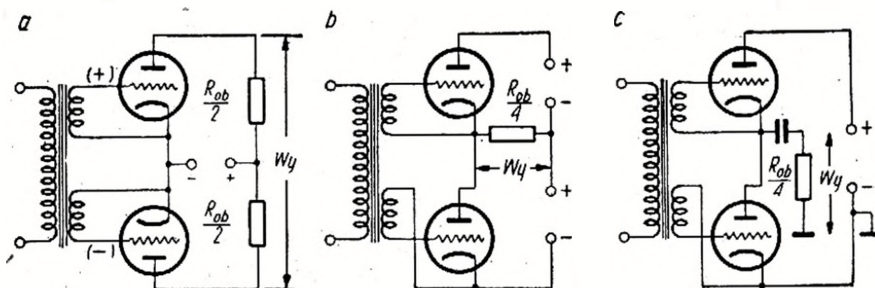 a
(+)
(−)
R_ob/2
R_ob/2
−
+
Wy
b
R_ob/4
Wy
+
−
+
−
c
R_ob/4
Wy
+
−